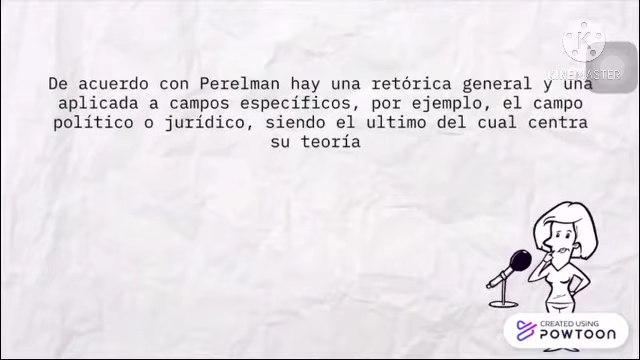 De acuerdo con Perelman hay una retórica general y una
aplicada a campos específicos, por ejemplo, el campo
político o jurídico, siendo el ultimo del cual centra
su teoría
KINEMASTER
CREATED USING
POWTOON